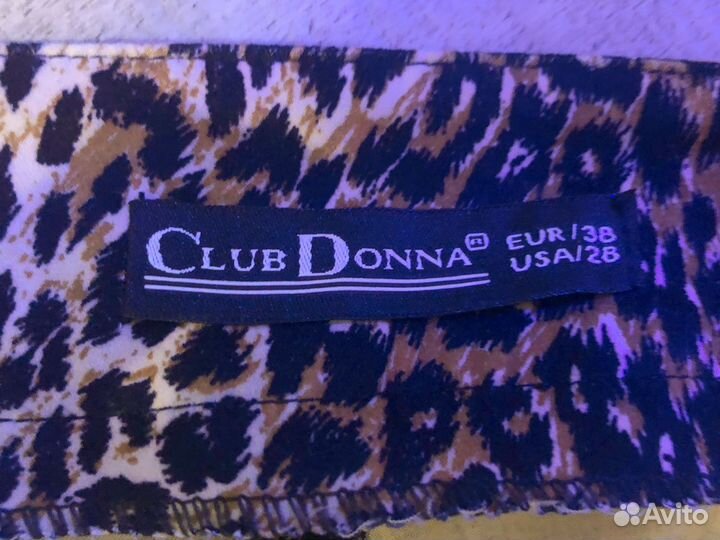 CLUB DONNA®
EUR/38
USA/28
Avito